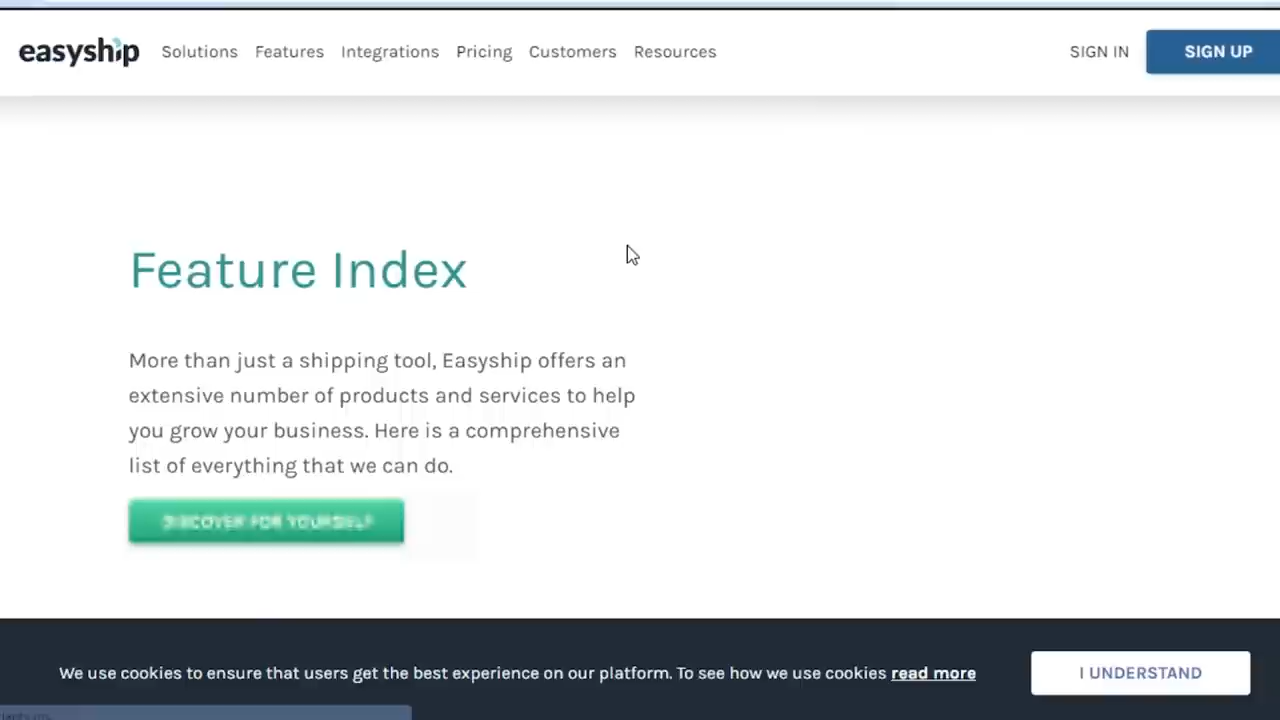 easyship Solutions Features Integrations Pricing Customers Resources SIGN IN SIGN UP
Feature Index
More than just a shipping tool, Easyship offers an
extensive number of products and services to help
you grow your business. Here is a comprehensive
list of everything that we can do.
DISCOVER FOR YOURSELF
We use cookies to ensure that users get the best experience on our platform. To see how we use cookies read more I UNDERSTAND